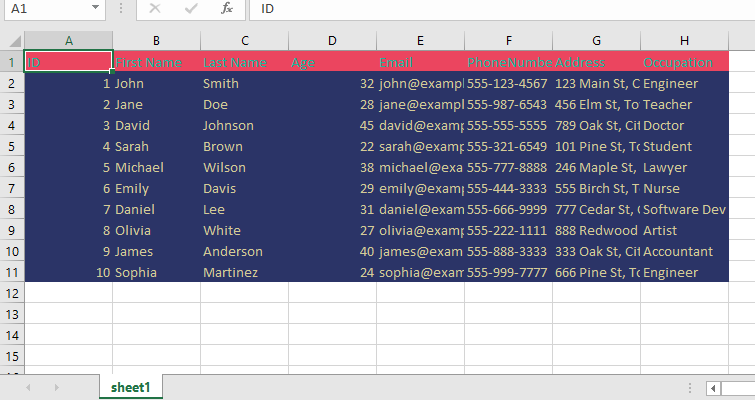 A1 fx ID
A B C D E F G H
1 ID First Name Last Name Age Email PhoneNumbe Address Occupation
2 1 John Smith 32 john@exampl 555-123-4567 123 Main St, C Engineer
3 2 Jane Doe 28 jane@exampl 555-987-6543 456 Elm St, To Teacher
4 3 David Johnson 45 david@examp 555-555-5555 789 Oak St, Cit Doctor
5 4 Sarah Brown 22 sarah@examp 555-321-6549 101 Pine St, To Student
6 5 Michael Wilson 38 michael@exa 555-777-8888 246 Maple St, Lawyer
7 6 Emily Davis 29 emily@examp 555-444-3333 555 Birch St, T Nurse
8 7 Daniel Lee 31 daniel@exam 555-666-9999 777 Cedar St, Software Dev
9 8 Olivia White 27 olivia@examp 555-222-1111 888 Redwood Artist
10 9 James Anderson 40 james@exam 555-888-3333 333 Oak St, Cit Accountant
11 10 Sophia Martinez 24 sophia@exam 555-999-7777 666 Pine St, To Engineer
12
13
14
15
sheet1